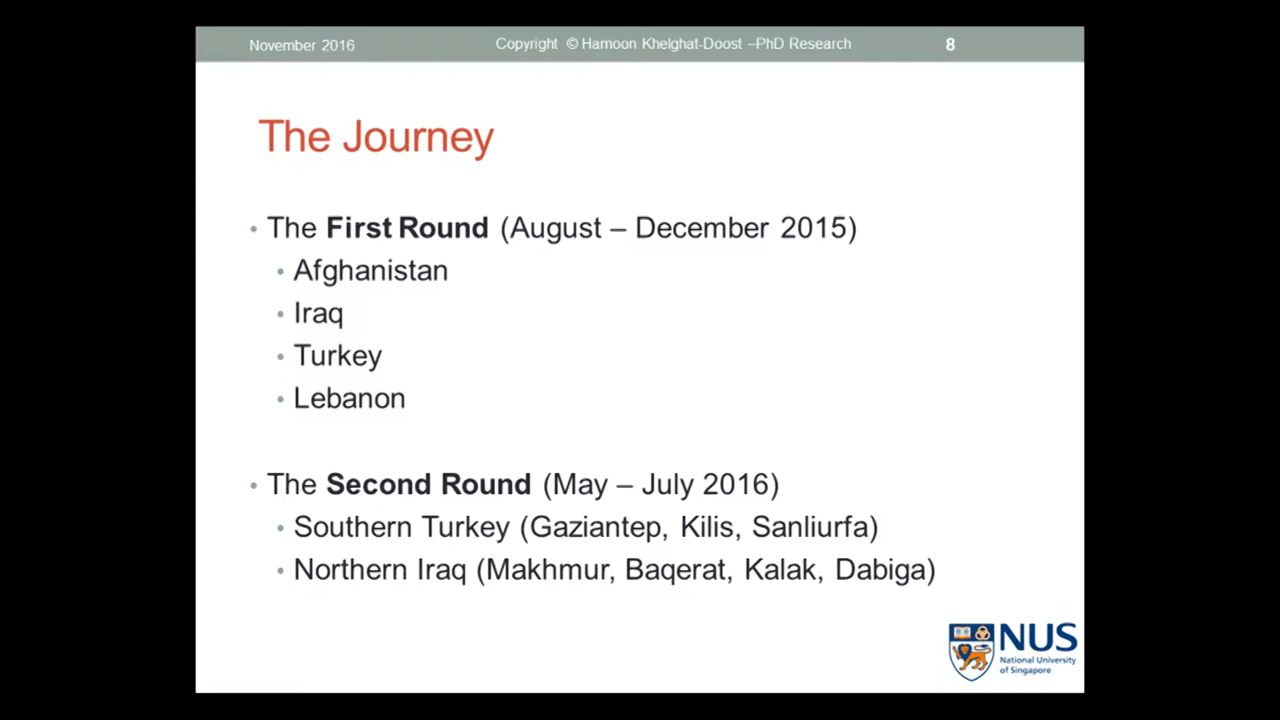 November 2016
Copyright © Hamoon Khelghat-Doost –PhD Research
8
The Journey
• The First Round (August – December 2015)
• Afghanistan
• Iraq
• Turkey
• Lebanon
• The Second Round (May – July 2016)
• Southern Turkey (Gaziantep, Kilis, Sanliurfa)
• Northern Iraq (Makhmur, Baqerat, Kalak, Dabiga)
NUS
National University
of Singapore